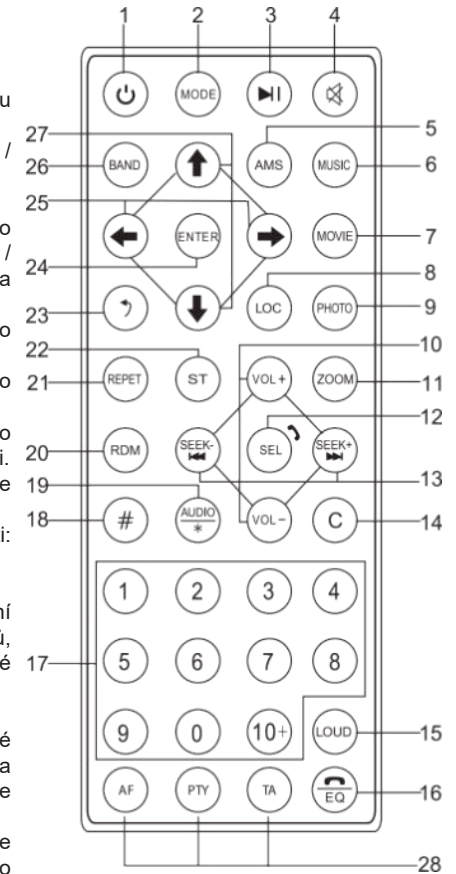 1 2 3 4
u
5
27
/
26 BAND AMS MUSIC 6
25
o
ENTER MOVIE 7
/
24
a
8
23 LOC PHOTO 9
o
22 10
o 21 REPET ST VOL+ ZOOM 11
12
o
20 RDM SEEK- SEL SEEK+
i.
e 19 13
18 # AUDIO * VOL- C 14
i:
1 2 3 4
ní
ů,
17 5 6 7 8
é
é 9 0 10+ LOUD 15
a
e AF PTY TA EQ 16
e
o 28